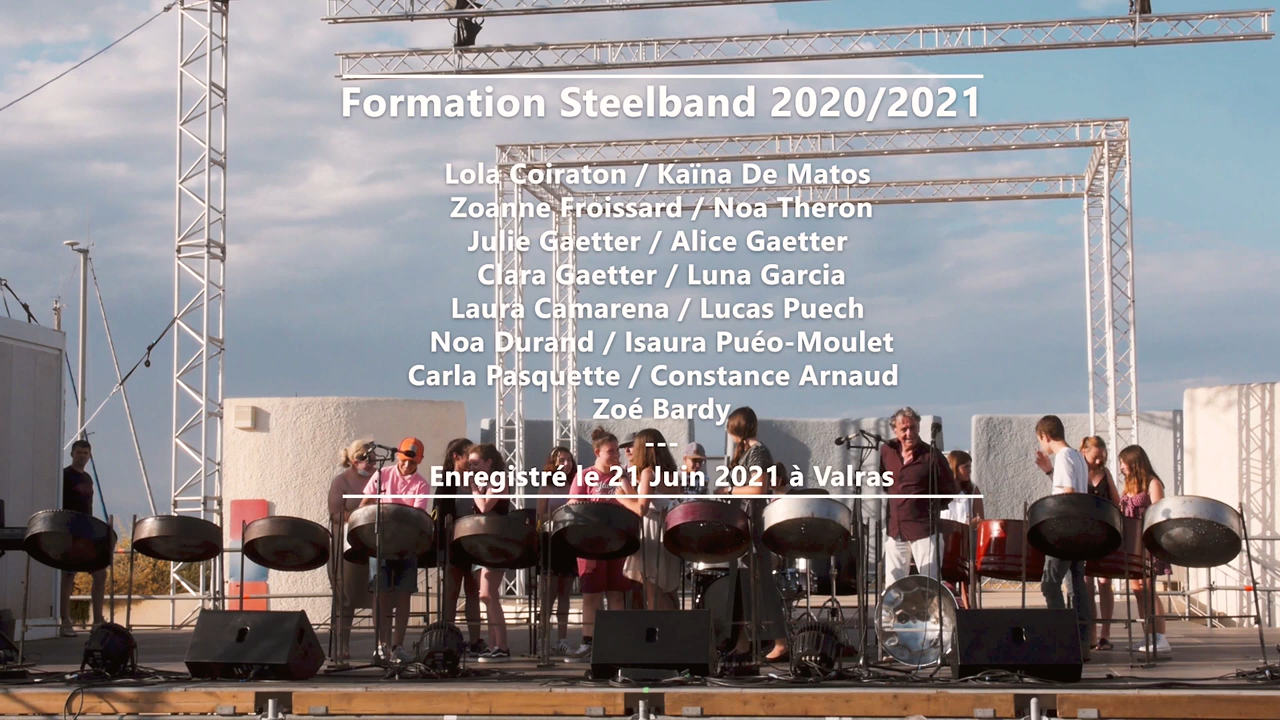 Formation Steelband 2020/2021
Lola Coiraton / Kaïna De Matos
Zoanne Froissard / Noa Theron
Julie Gaetter / Alice Gaetter
Clara Gaetter / Luna Garcia
Laura Camarena / Lucas Puech
Noa Durand / Isaura Puéo-Moulet
Carla Pasquette / Constance Arnaud
Zoé Bardy
---
Enregistré le 21 Juin 2021 à Valras